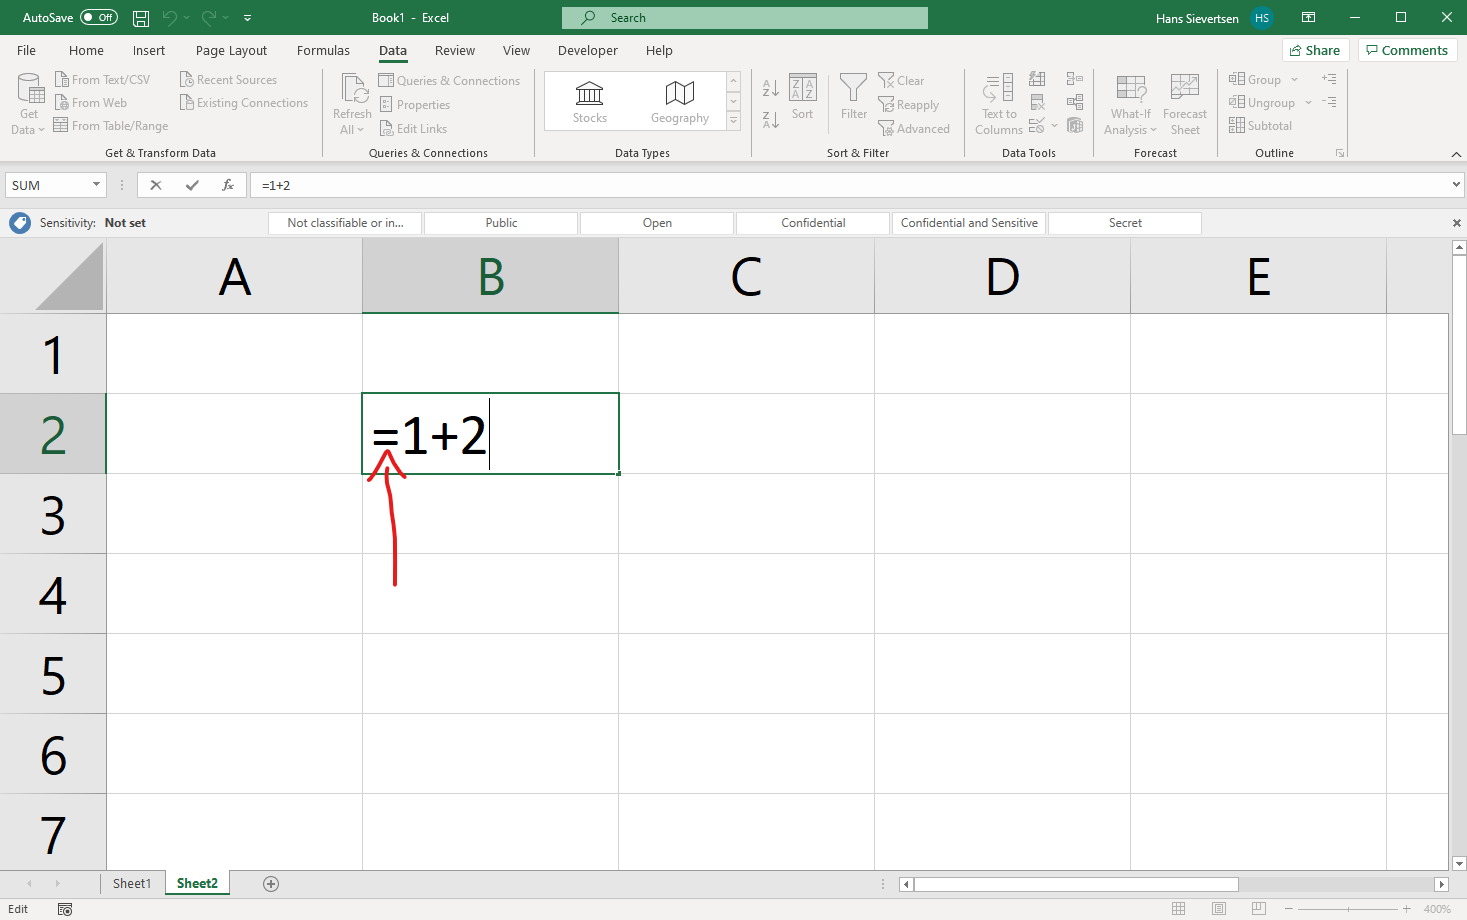 AutoSave Off Book1 - Excel Search Hans Sievertsen HS
File Home Insert Page Layout Formulas Data Review View Developer Help Share Comments
Get Data
From Text/CSV
From Web
From Table/Range
Recent Sources
Existing Connections
Get & Transform Data
Refresh All
Queries & Connections
Properties
Edit Links
Queries & Connections
Stocks
Geography
Data Types
Sort
Filter
Clear
Reapply
Advanced
Sort & Filter
Text to Columns
Data Tools
What-If Analysis
Forecast Sheet
Forecast
Group
Ungroup
Subtotal
Outline
SUM fx =1+2
Sensitivity: Not set Not classifiable or in... Public Open Confidential Confidential and Sensitive Secret
A B C D E
1
2 =1+2
3
4
5
6
7
Sheet1 Sheet2
Edit 400%